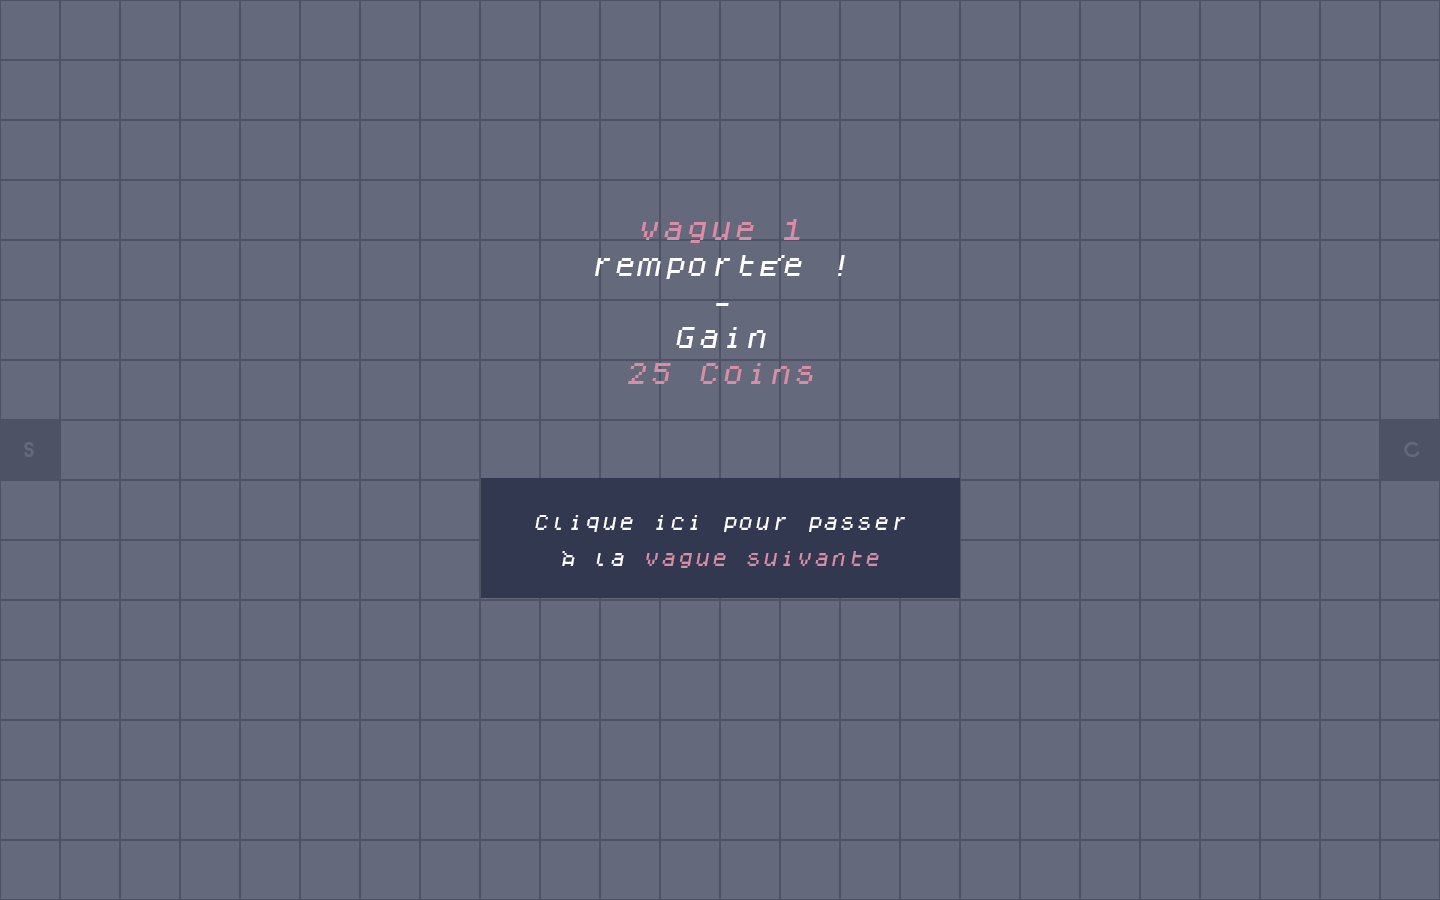 vague 1
remportée !
-
Gain
25 Coins
S
C
Clique ici pour passer
à la vague suivante